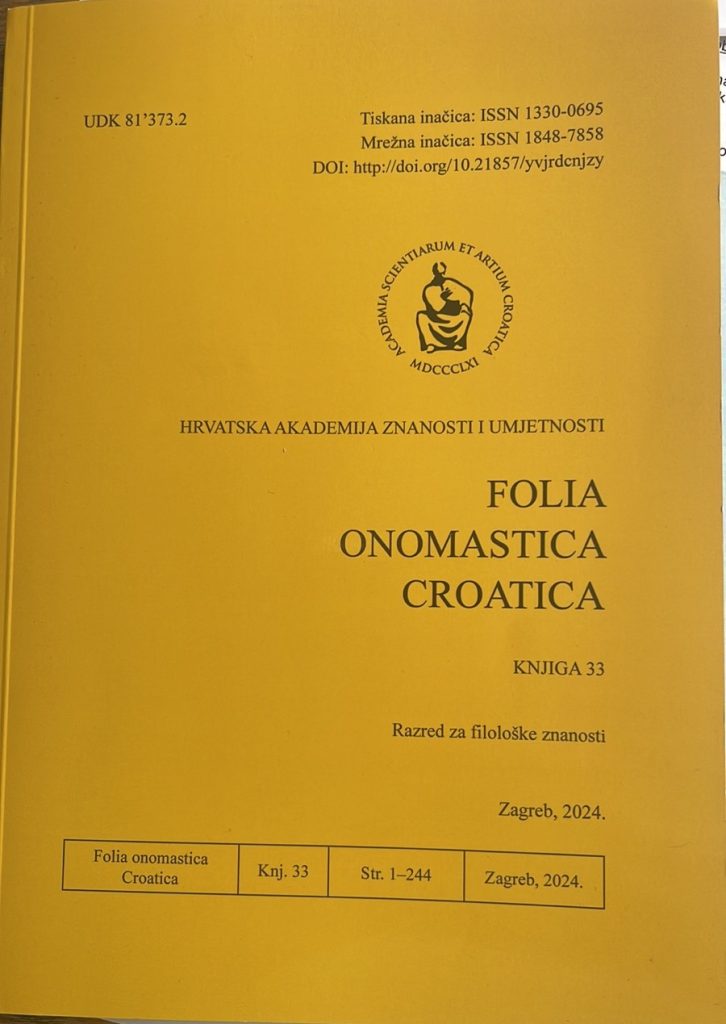 UDK 81’373.2
Tiskana inačica: ISSN 1330-0695
Mrežna inačica: ISSN 1848-7858
DOI: http://doi.org/10.21857/yvjrdcnjzy
ACADEMIA SCIENTIARUM ET ARTIUM CROATICA
MDCCCLXI
HRVATSKA AKADEMIJA ZNANOSTI I UMJETNOSTI
FOLIA
ONOMASTICA
CROATICA
KNJIGA 33
Razred za filološke znanosti
Zagreb, 2024.
Folia onomastica
Croatica
Knj. 33
Str. 1–244
Zagreb, 2024.